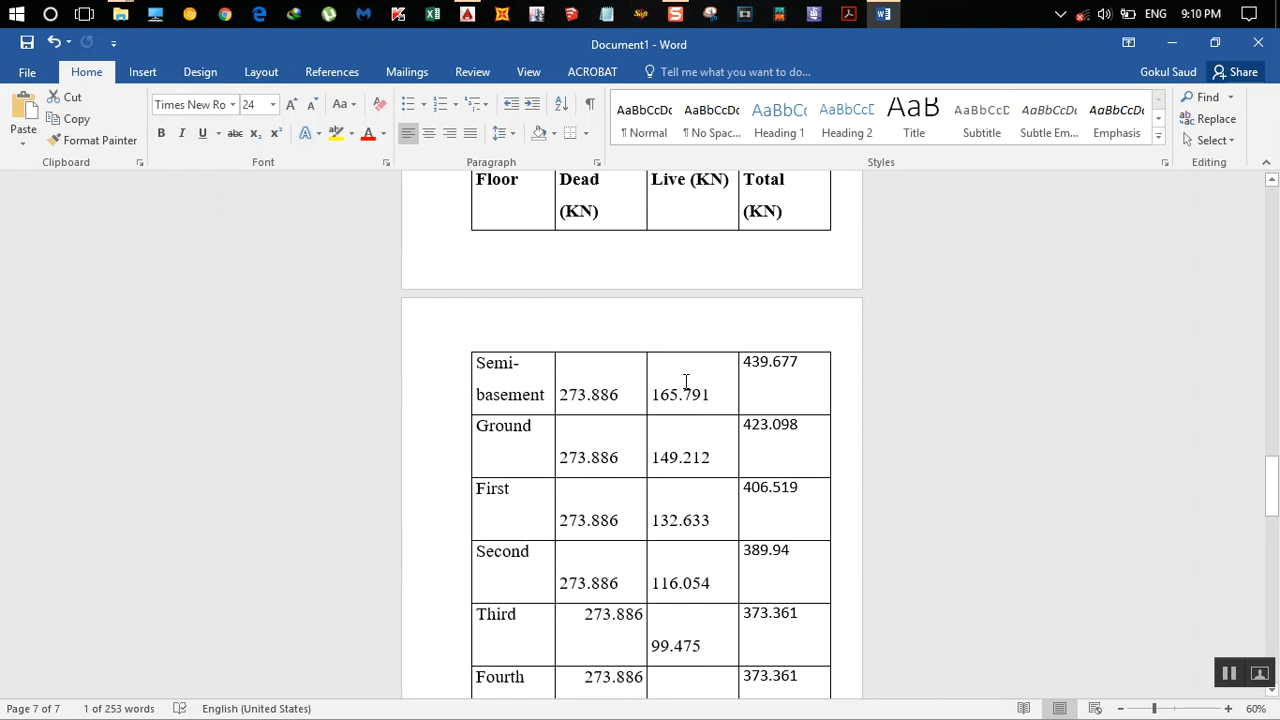 ENG 5:10 PM
Document1 - Word
File Home Insert Design Layout References Mailings Review View ACROBAT Tell me what you want to do... Gokul Saud Share
Paste
Cut
Copy
Format Painter
Clipboard
Times New Ro 24
Font
Paragraph
AaBbCcDc AaBbCcDc AaBbCc AaBbCcC AaB AaBbCcC AaBbCcDc AaBbCcDc
¶ Normal ¶ No Spac... Heading 1 Heading 2 Title Subtitle Subtle Em... Emphasis
Styles
Find
Replace
Select
Editing
Floor Dead (KN) Live (KN) Total (KN)
Semi-basement 273.886 165.791 439.677
Ground 273.886 149.212 423.098
First 273.886 132.633 406.519
Second 273.886 116.054 389.94
Third 273.886 99.475 373.361
Fourth 273.886 373.361
Page 7 of 7 1 of 253 words English (United States) 60%